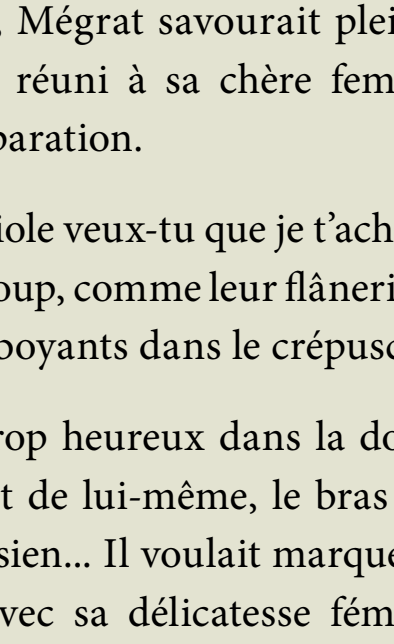 , Mégrat savourait plei
réuni à sa chère fem
paration.
iole veux-tu que je t’ach
oup, comme leur flâneri
boyants dans le crépusc
rop heureux dans la do
t de lui-même, le bras
sien... Il voulait marque
vec sa délicatesse fém